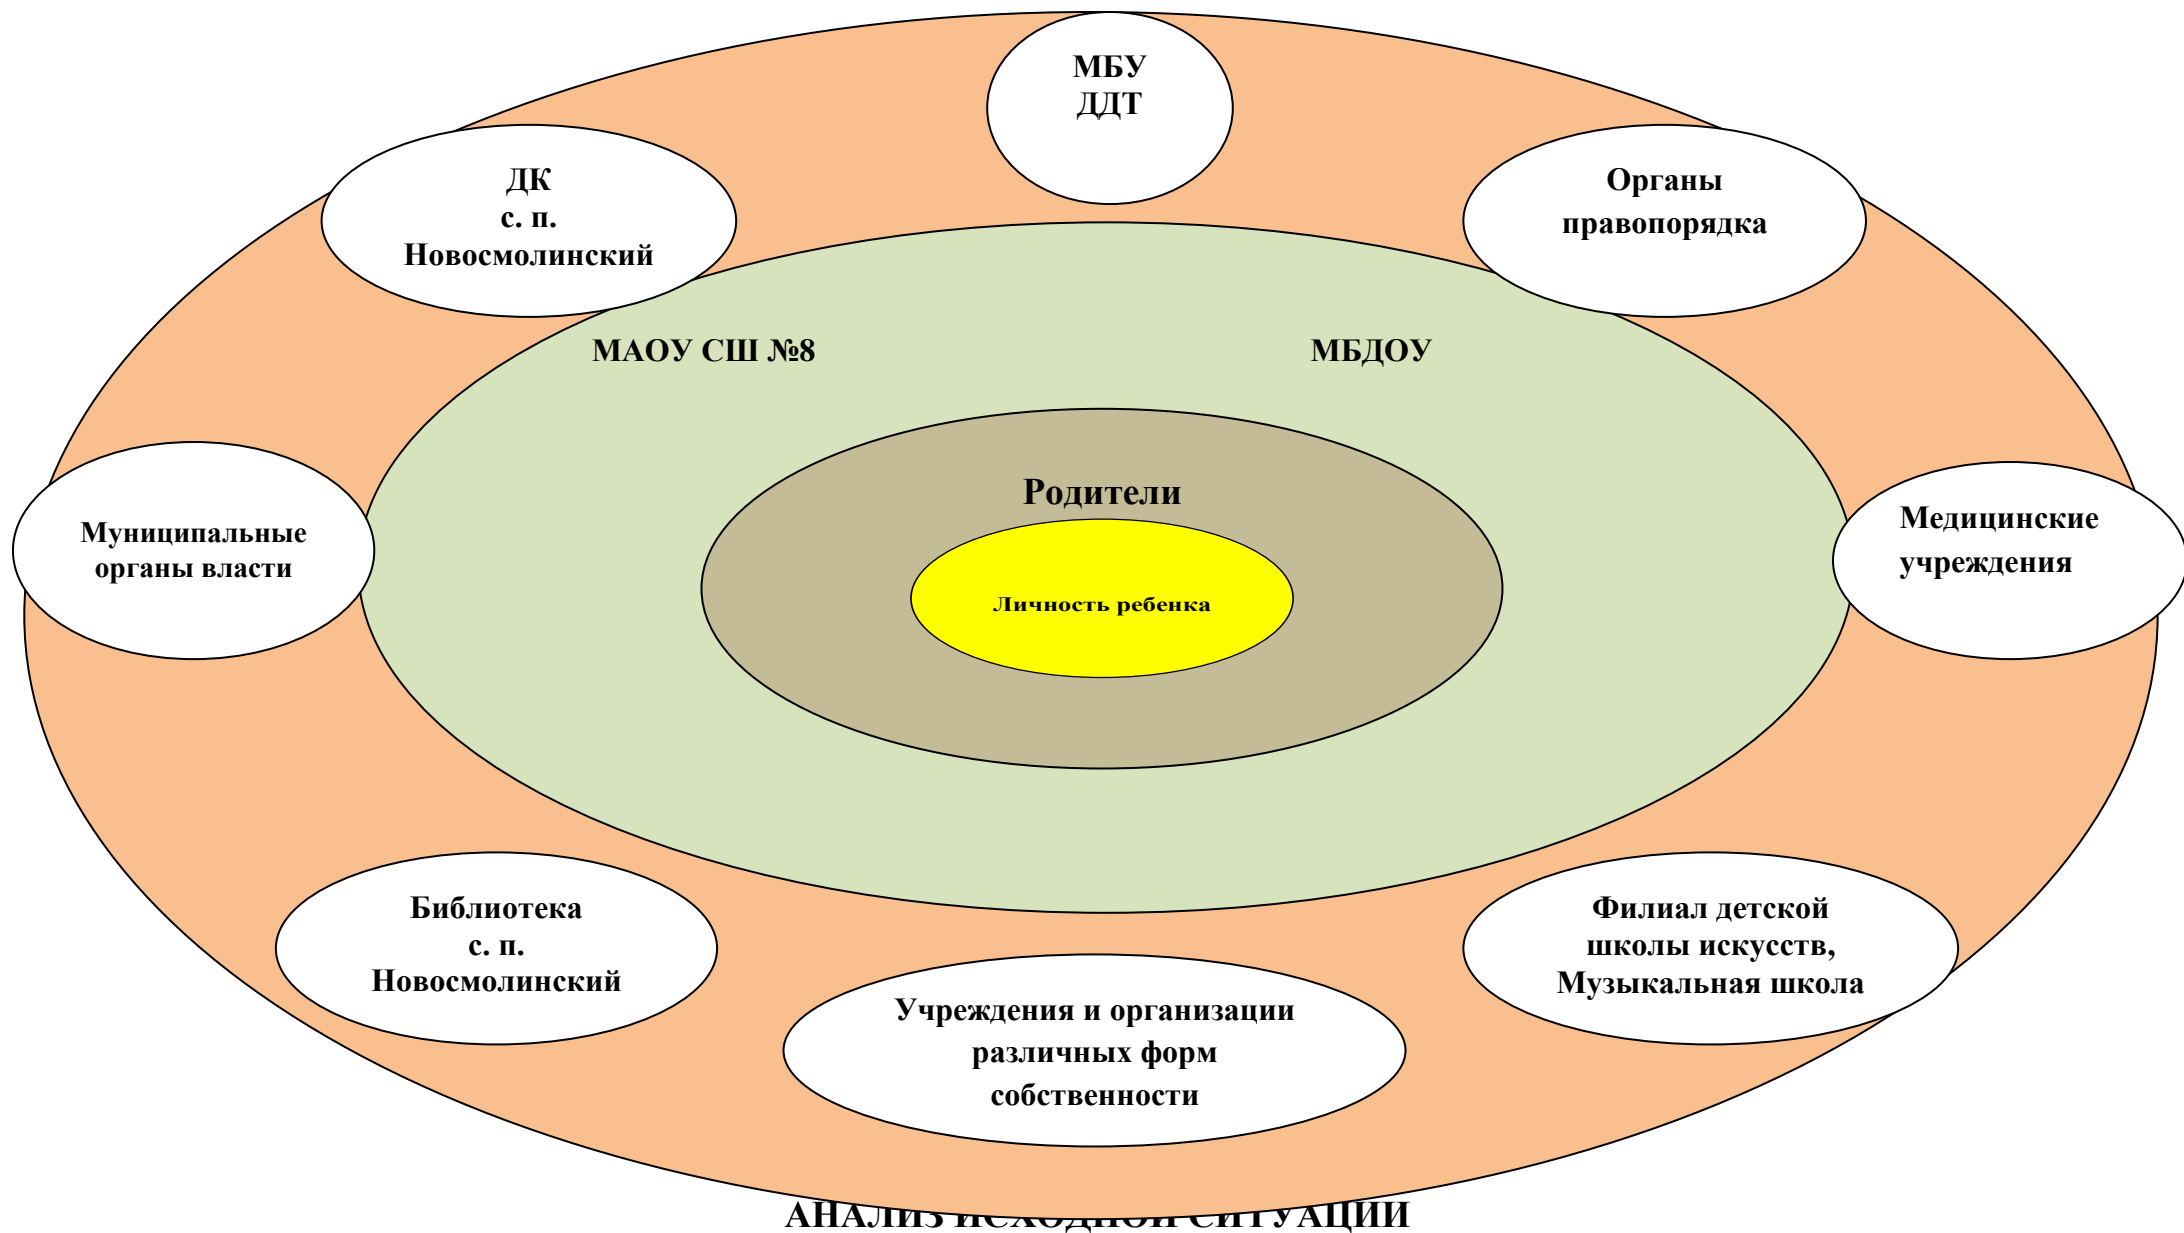 МБУ
ДДТ
ДК
с. п.
Новосмолинский
Органы
правопорядка
МАОУ СШ №8
МБДОУ
Родители
Личность ребенка
Муниципальные
органы власти
Медицинские
учреждения
Библиотека
с. п.
Новосмолинский
Филиал детской
школы искусств,
Музыкальная школа
Учреждения и организации
различных форм
собственности
АНАЛИЗ ИСХОДНОЙ СИТУАЦИИ